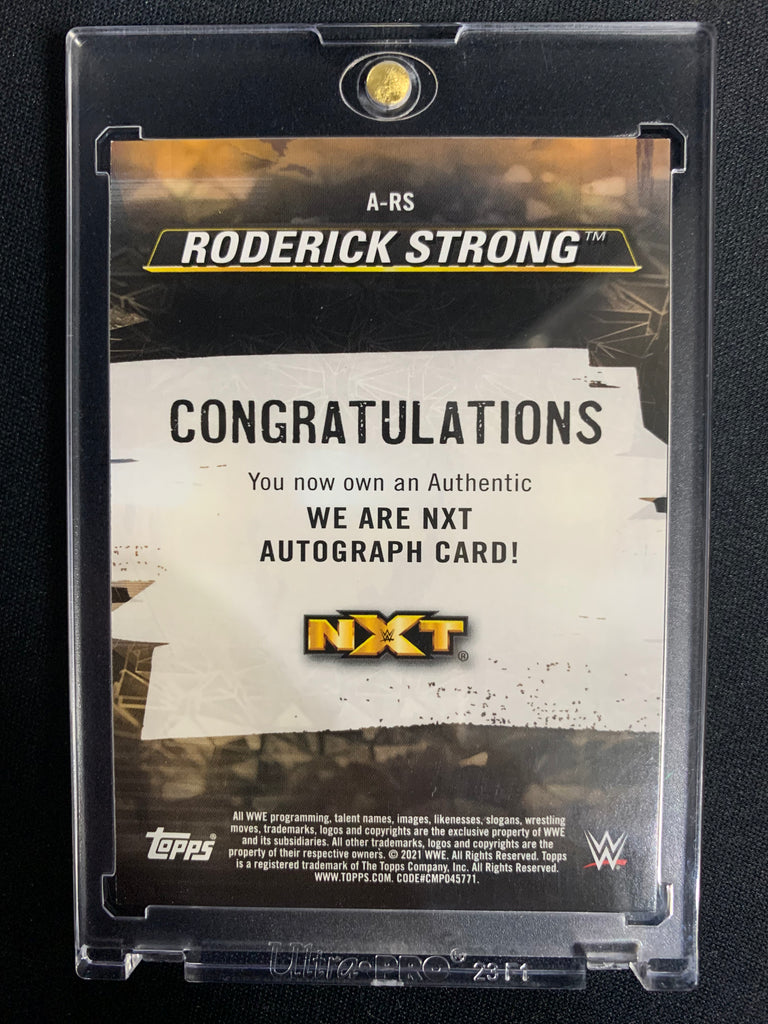 A-RS
RODERICK STRONG™
CONGRATULATIONS
You now own an Authentic
WE ARE NXT
AUTOGRAPH CARD!
NXT®
All WWE programming, talent names, images, likenesses, slogans, wrestling
moves, trademarks, logos and copyrights are the exclusive property of WWE
and its subsidiaries. All other trademarks, logos and copyrights are the
property of their respective owners. © 2021 WWE. All Rights Reserved. Topps
is a registered trademark of The Topps Company, Inc. All Rights Reserved.
WWW.TOPPS.COM. CODE#CMP045771.
topps®
W
Ultra•PRO® 2311